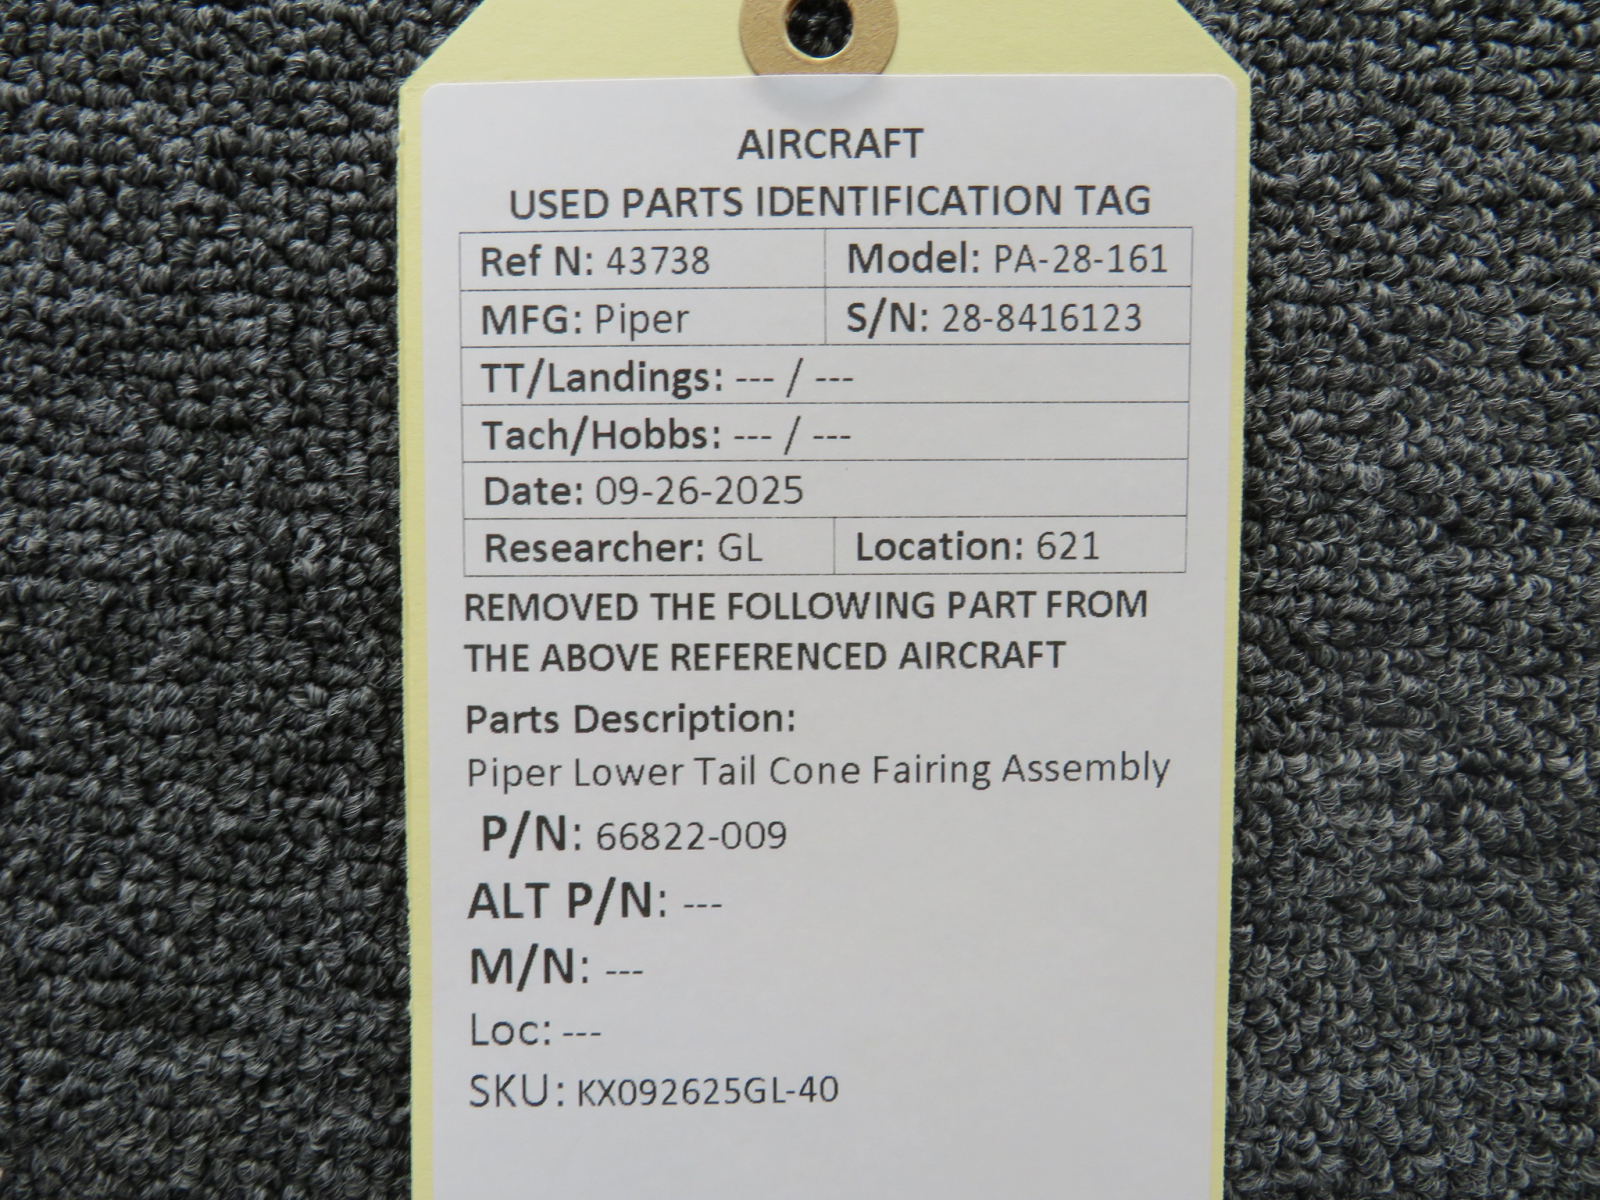 AIRCRAFT
USED PARTS IDENTIFICATION TAG
Ref N: 43738 Model: PA-28-161
MFG: Piper S/N: 28-8416123
TT/Landings: --- / ---
Tach/Hobbs: --- / ---
Date: 09-26-2025
Researcher: GL Location: 621
REMOVED THE FOLLOWING PART FROM
THE ABOVE REFERENCED AIRCRAFT
Parts Description:
Piper Lower Tail Cone Fairing Assembly
P/N: 66822-009
ALT P/N: ---
M/N: ---
Loc: ---
SKU: KX092625GL-40